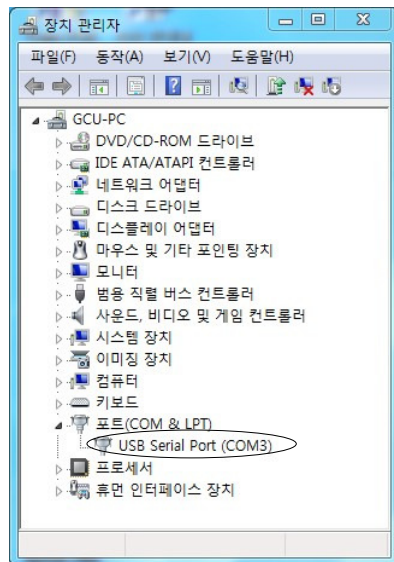 장치 관리자
파일(F) 동작(A) 보기(V) 도움말(H)
GCU-PC
DVD/CD-ROM 드라이브
IDE ATA/ATAPI 컨트롤러
네트워크 어댑터
디스크 드라이브
디스플레이 어댑터
마우스 및 기타 포인팅 장치
모니터
범용 직렬 버스 컨트롤러
사운드, 비디오 및 게임 컨트롤러
시스템 장치
이미징 장치
컴퓨터
키보드
포트(COM & LPT)
USB Serial Port (COM3)
프로세서
휴먼 인터페이스 장치